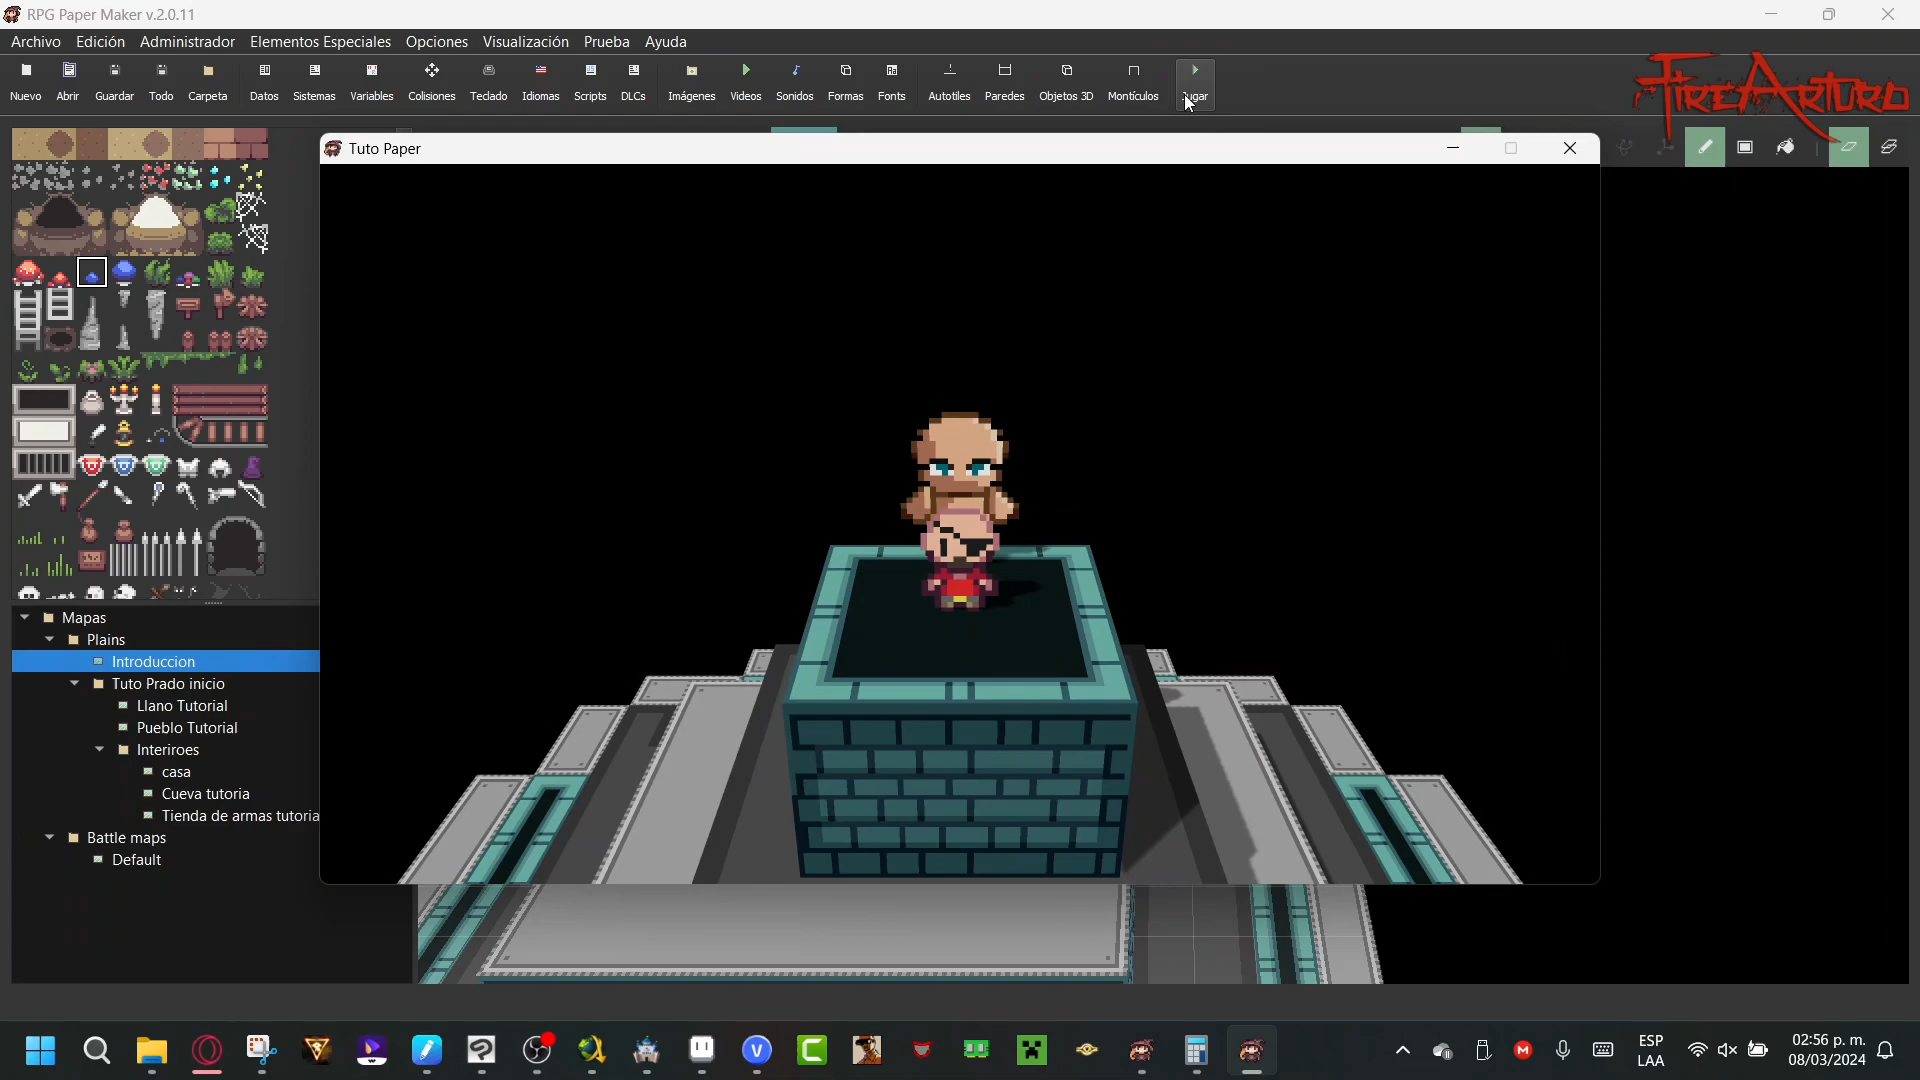 RPG Paper Maker v.2.0.11
Archivo Edición Administrador Elementos Especiales Opciones Visualización Prueba Ayuda
Nuevo Abrir Guardar Todo Carpeta Datos Sistemas Variables Colisiones Teclado Idiomas Scripts DLCs Imágenes Videos Sonidos Formas Fonts Autotiles Paredes Objetos 3D Montículos Jugar
FireArturo
Tuto Paper
Mapas
Plains
Introduccion
Tuto Prado inicio
Llano Tutorial
Pueblo Tutorial
Interiroes
casa
Cueva tutoria
Tienda de armas tutoria
Battle maps
Default
ESP
LAA
02:56 p. m.
08/03/2024